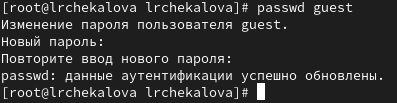 [root@lrchekalova lrchekalova]# passwd guest
Изменение пароля пользователя guest.
Новый пароль:
Повторите ввод нового пароля:
passwd: данные аутентификации успешно обновлены.
[root@lrchekalova lrchekalova]#